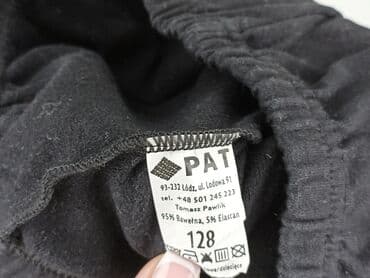 PAT
93-232 Łódź, ul. Lodowa 91
tel. +48 501 245 223
Tomasz Pawlik
95% Bawełna, 5% Elastan
128